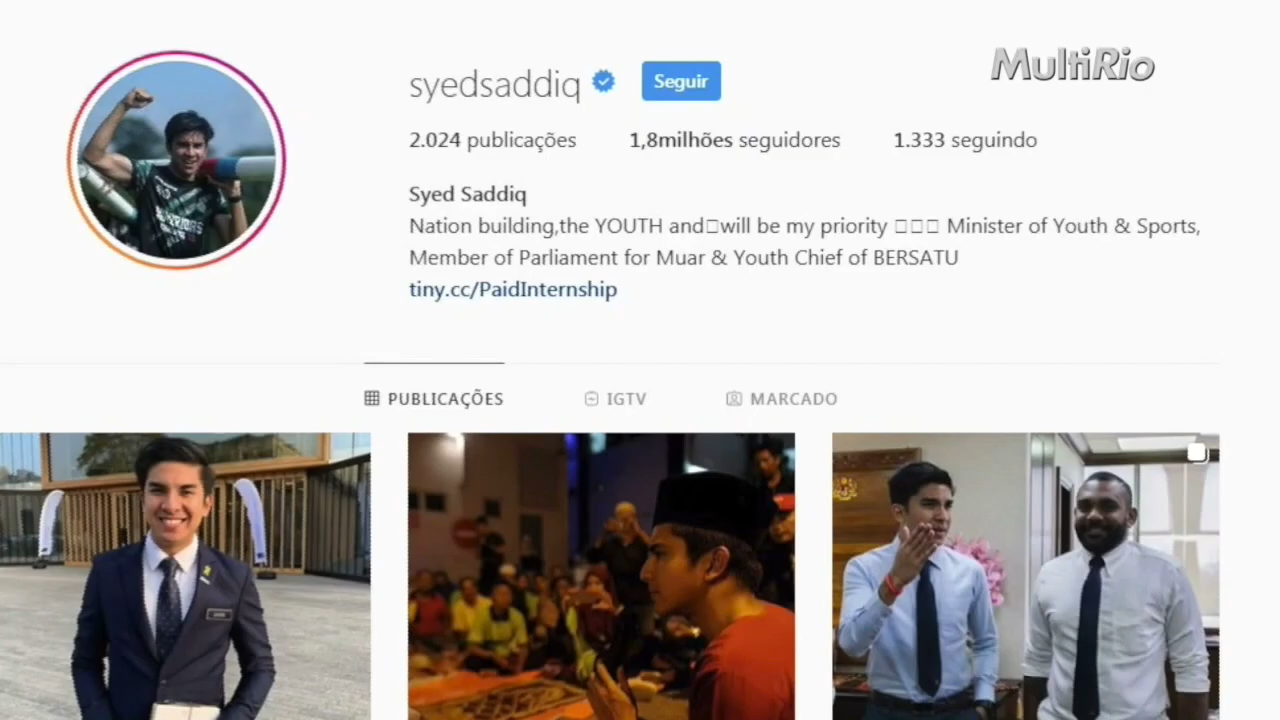 MultiRio
syedsaddiq Seguir
2.024 publicações 1,8milhões seguidores 1.333 seguindo
Syed Saddiq
Nation building,the YOUTH and□will be my priority □□□ Minister of Youth & Sports,
Member of Parliament for Muar & Youth Chief of BERSATU
tiny.cc/PaidInternship
PUBLICAÇÕES IGTV MARCADO